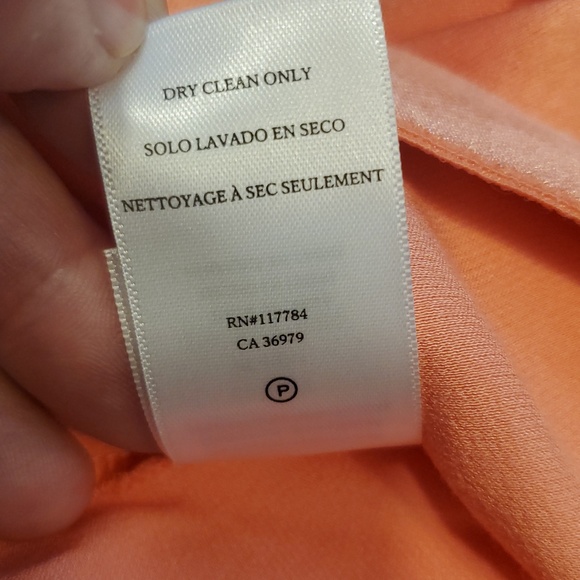 DRY CLEAN ONLY
SOLO LAVADO EN SECO
NETTOYAGE À SEC SEULEMENT
RN#117784
CA 36979
P